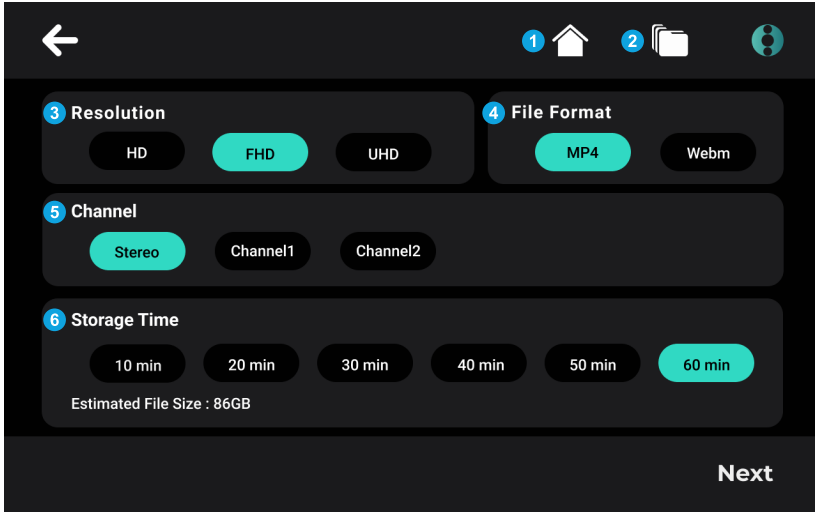 1 2
3 Resolution
HD FHD UHD
4 File Format
MP4 Webm
5 Channel
Stereo Channel1 Channel2
6 Storage Time
10 min 20 min 30 min 40 min 50 min 60 min
Estimated File Size : 86GB
Next